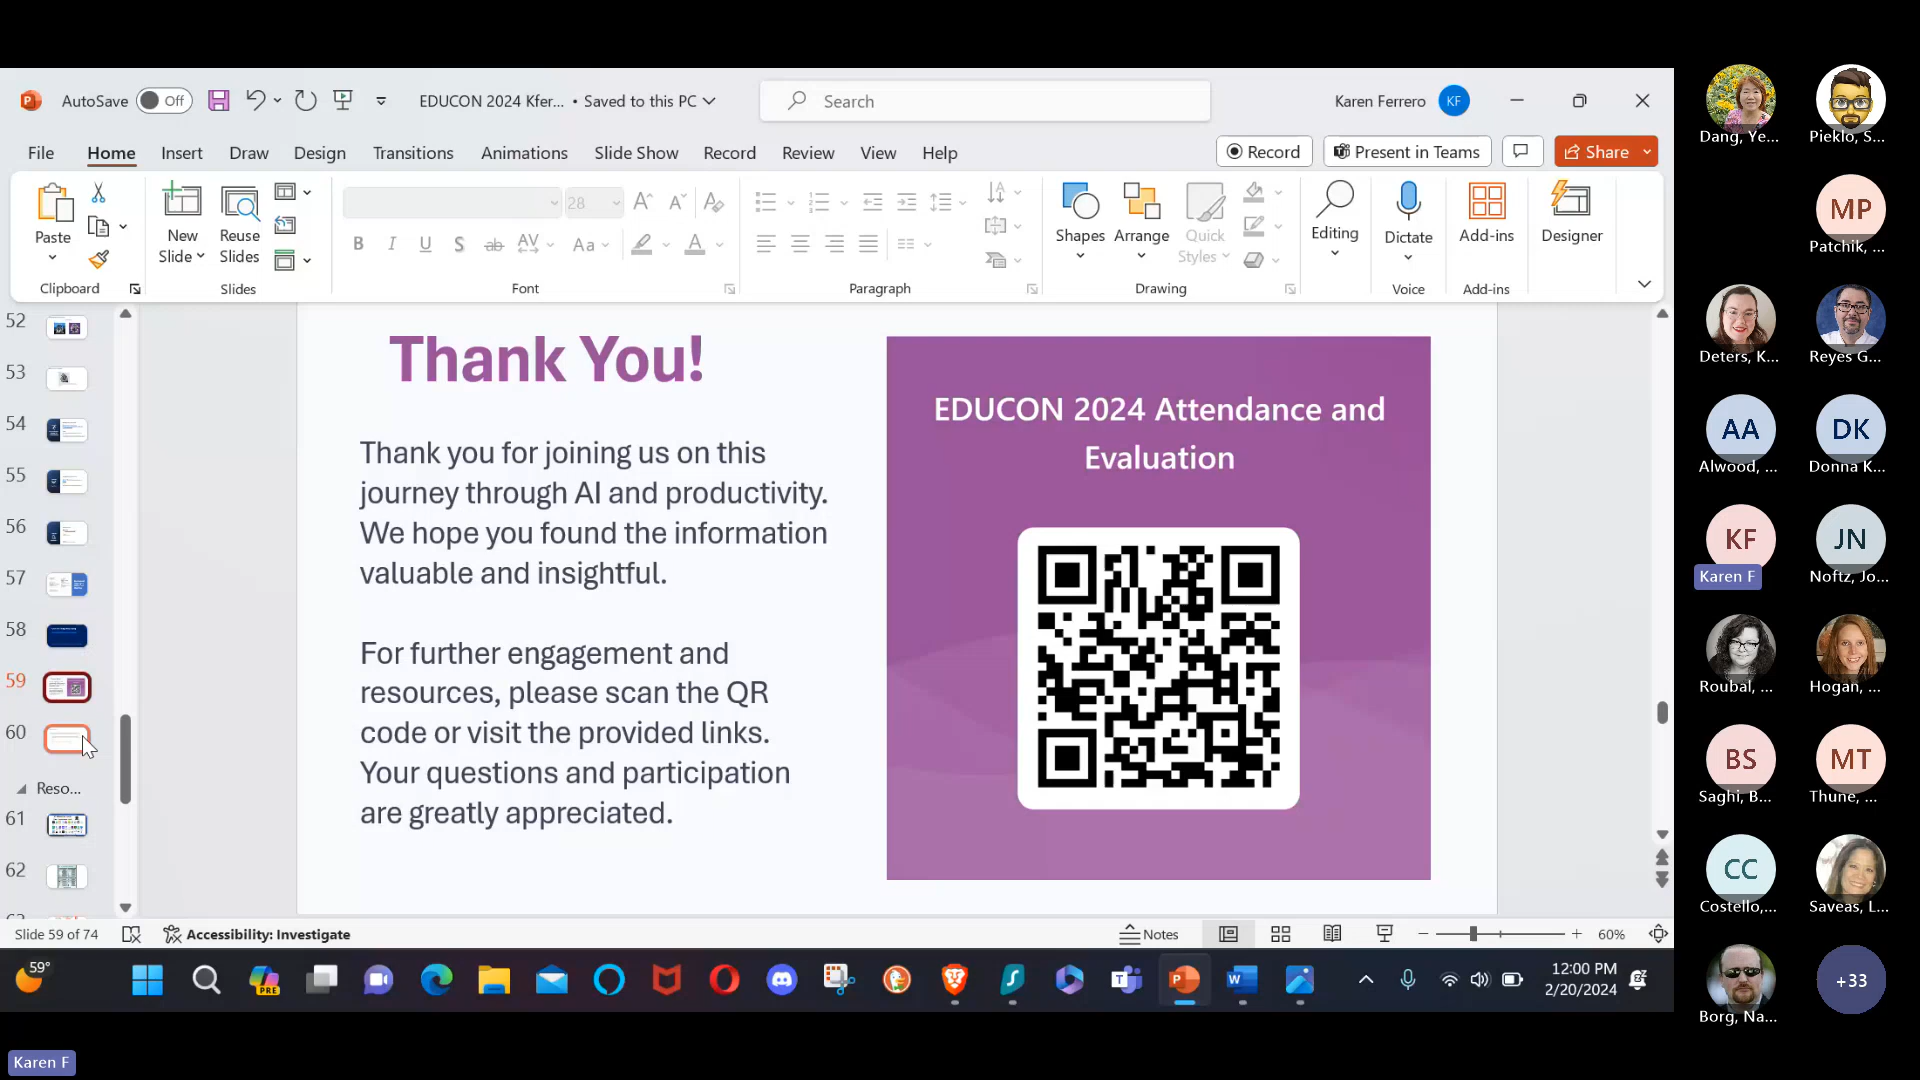 AutoSave
Off
EDUCON 2024 Kfer... • Saved to this PC
Search
Karen Ferrero
KF
File
Home
Insert
Draw
Design
Transitions
Animations
Slide Show
Record
Review
View
Help
Record
Present in Teams
Share
Paste
New
Slide
Reuse
Slides
28
B
I
U
S
ab
AV
Aa
A
Shapes
Arrange
Quick
Styles
Editing
Dictate
Add-ins
Designer
Clipboard
Slides
Font
Paragraph
Drawing
Voice
Add-ins
52
53
54
55
56
57
58
59
60
Reso...
61
62
Thank You!
Thank you for joining us on this
journey through AI and productivity.
We hope you found the information
valuable and insightful.
For further engagement and
resources, please scan the QR
code or visit the provided links.
Your questions and participation
are greatly appreciated.
EDUCON 2024 Attendance and
Evaluation
Slide 59 of 74
Accessibility: Investigate
Notes
60%
59°
PRE
12:00 PM
2/20/2024
Karen F
Dang, Ye...
Pieklo, S...
MP
Patchik, ...
Deters, K...
Reyes G...
AA
Alwood, ...
DK
Donna K...
KF
Karen F
JN
Noftz, Jo...
Roubal, ...
Hogan, ...
BS
Saghi, B...
MT
Thune, ...
CC
Costello,...
Saveas, L...
Borg, Na...
+33